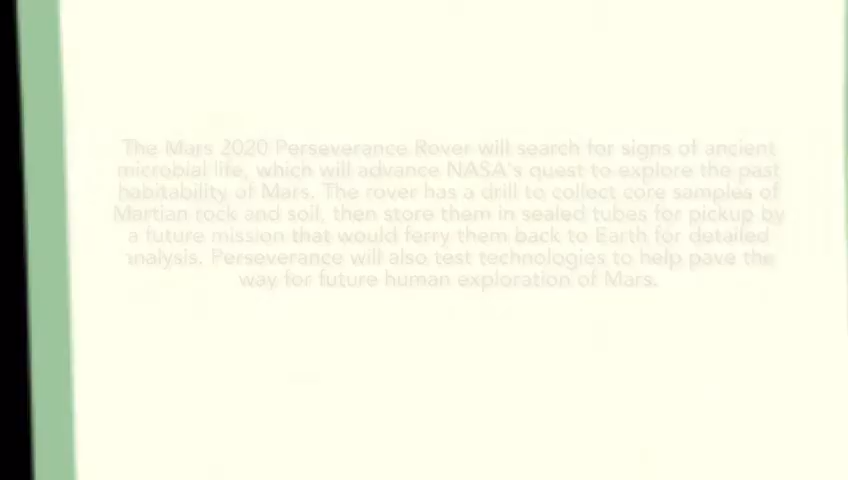 The Mars 2020 Perseverance Rover will search for signs of ancient
microbial life, which will advance NASA's quest to explore the past
habitability of Mars. The rover has a drill to collect core samples of
Martian rock and soil, then store them in sealed tubes for pickup by
a future mission that would ferry them back to Earth for detailed
analysis. Perseverance will also test technologies to help pave the
way for future human exploration of Mars.